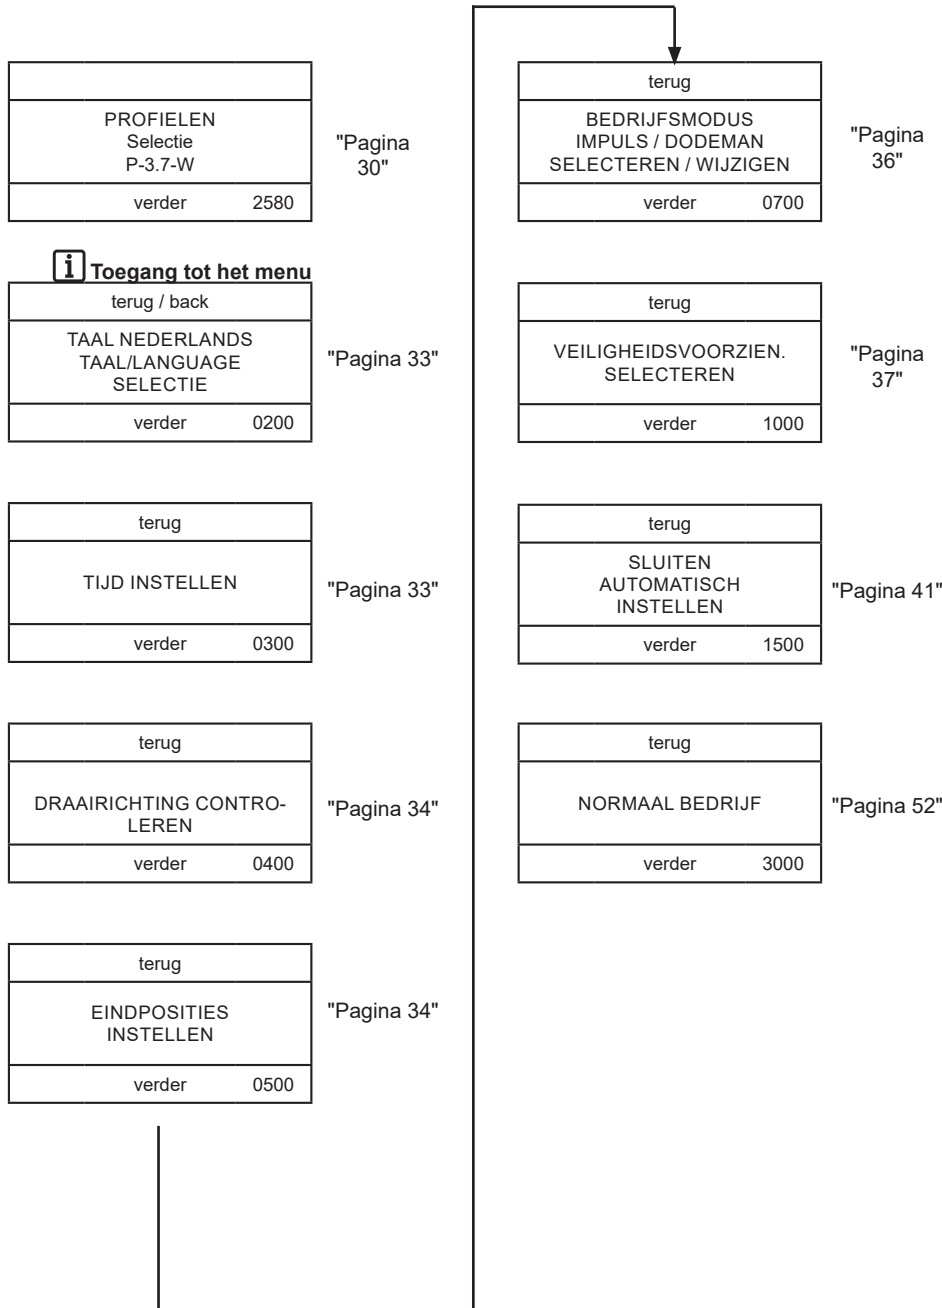 PROFIELEN
Selectie
P-3.7-W
verder 2580
"Pagina
30"
i Toegang tot het menu
terug / back
TAAL NEDERLANDS
TAAL/LANGUAGE
SELECTIE
verder 0200
"Pagina 33"
terug
TIJD INSTELLEN
verder 0300
"Pagina 33"
terug
DRAAIRICHTING CONTRO-
LEREN
verder 0400
"Pagina 34"
terug
EINDPOSITIES
INSTELLEN
verder 0500
"Pagina 34"
terug
BEDRIJFSMODUS
IMPULS / DODEMAN
SELECTEREN / WIJZIGEN
verder 0700
"Pagina
36"
terug
VEILIGHEIDSVOORZIEN.
SELECTEREN
verder 1000
"Pagina
37"
terug
SLUITEN
AUTOMATISCH
INSTELLEN
verder 1500
"Pagina 41"
terug
NORMAAL BEDRIJF
verder 3000
"Pagina 52"